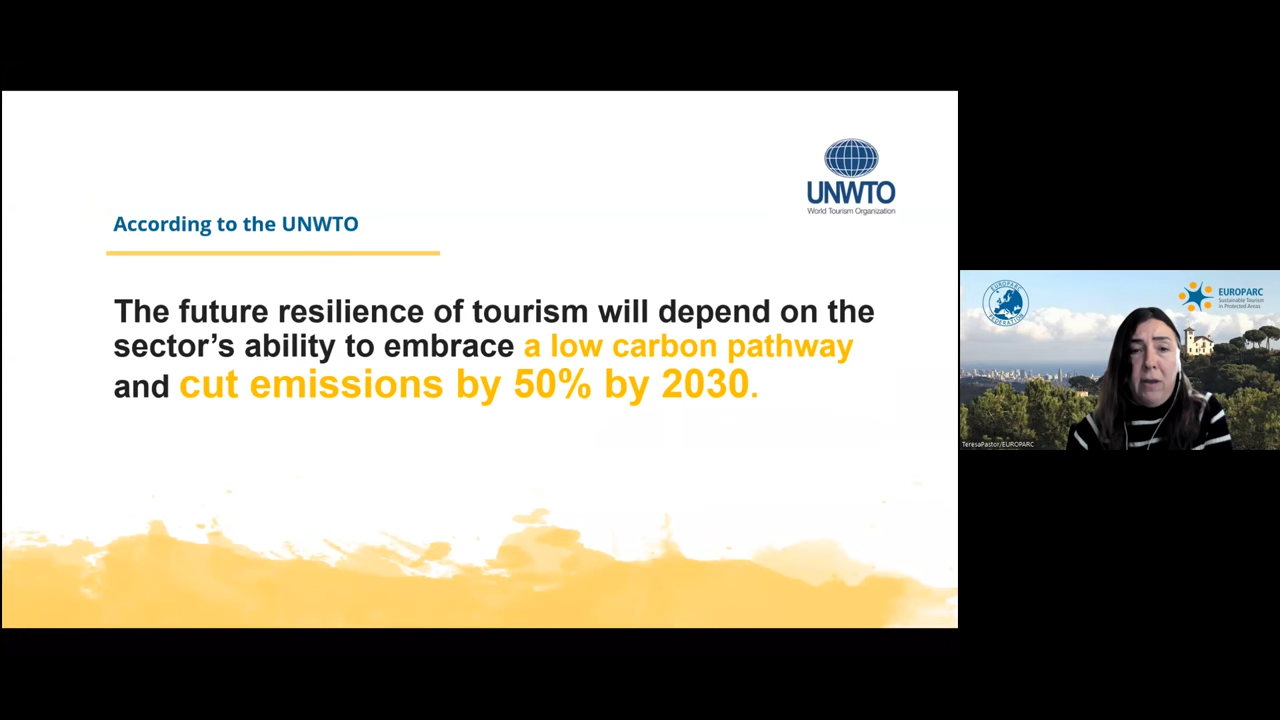 UNWTO
World Tourism Organization
According to the UNWTO
The future resilience of tourism will depend on the
sector's ability to embrace a low carbon pathway
and cut emissions by 50% by 2030.
EUROPARC
FEDERATION
EUROPARC
Sustainable Tourism
in Protected Areas
TeresaPastor/EUROPARC